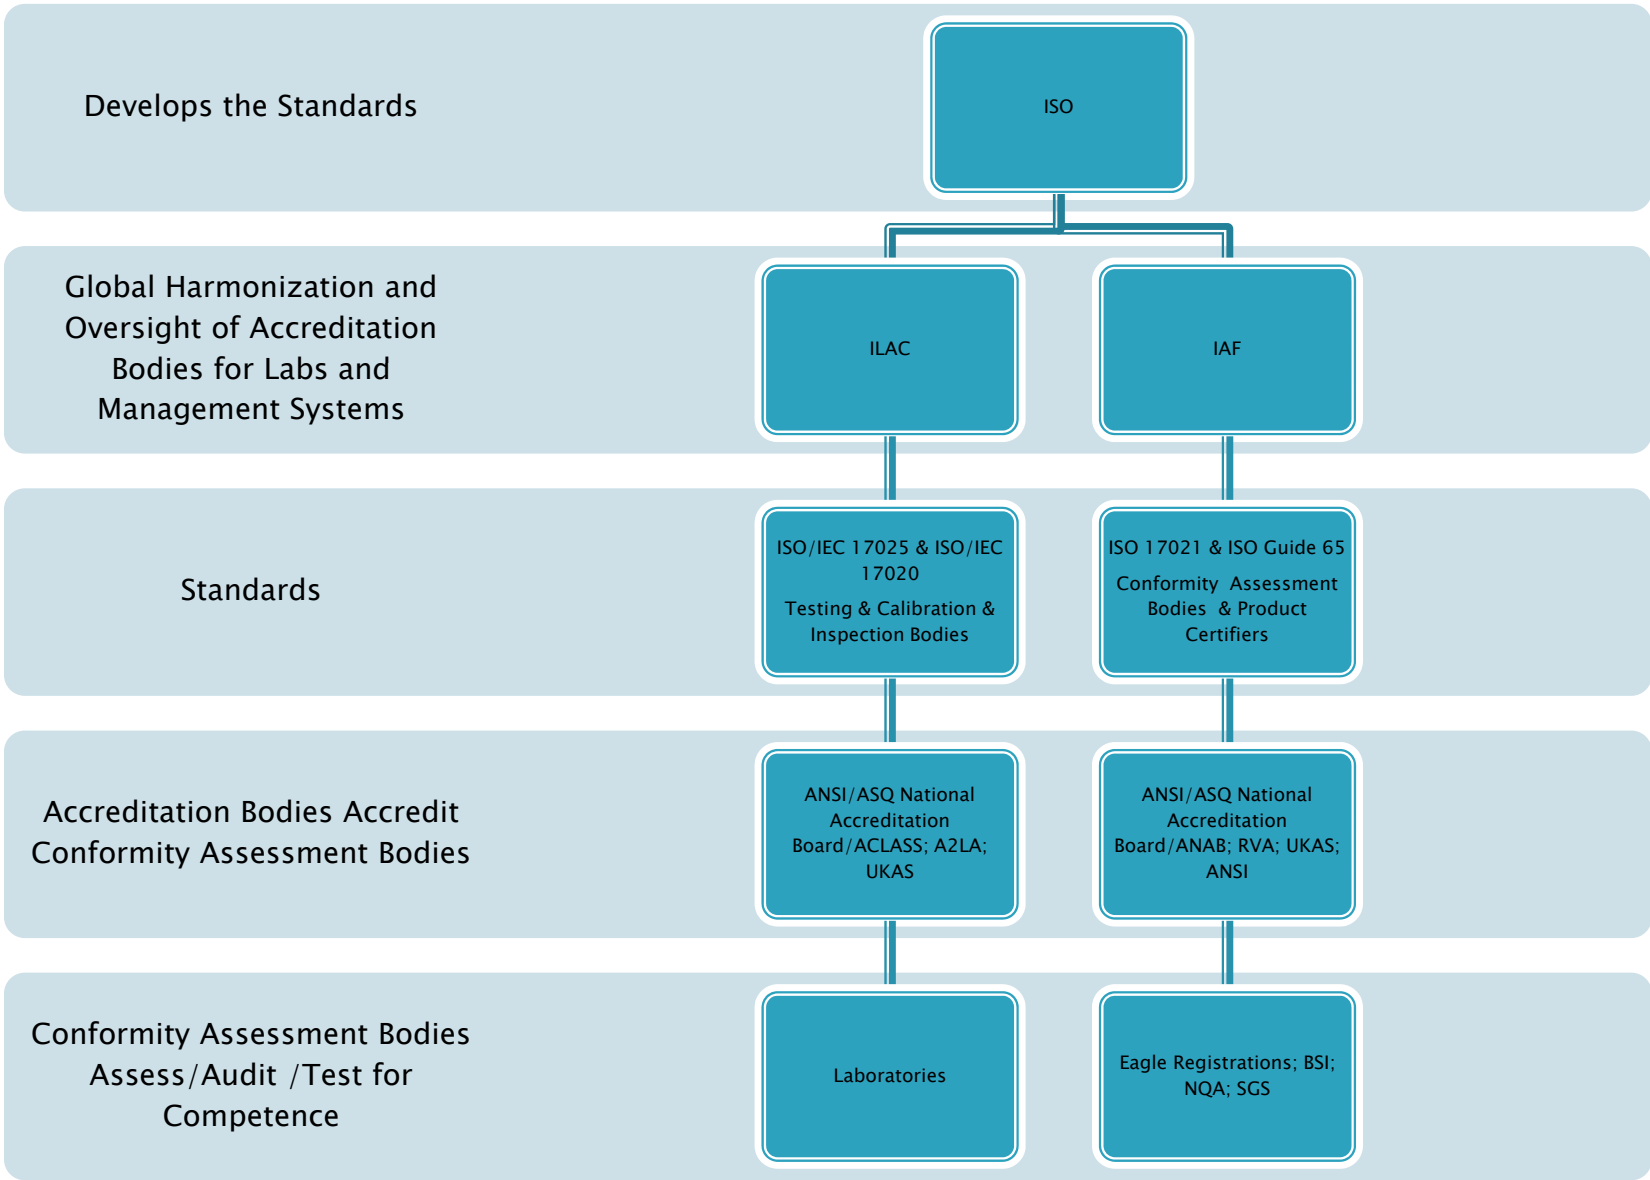 Develops the Standards
ISO
Global Harmonization and
Oversight of Accreditation
Bodies for Labs and
Management Systems
ILAC
IAF
Standards
ISO/IEC 17025 & ISO/IEC
17020
Testing & Calibration &
Inspection Bodies
ISO 17021 & ISO Guide 65
Conformity Assessment
Bodies & Product
Certifiers
Accreditation Bodies Accredit
Conformity Assessment Bodies
ANSI/ASQ National
Accreditation
Board/ACLASS; A2LA;
UKAS
ANSI/ASQ National
Accreditation
Board/ANAB; RVA; UKAS;
ANSI
Conformity Assessment Bodies
Assess/Audit /Test for
Competence
Laboratories
Eagle Registrations; BSI;
NQA; SGS